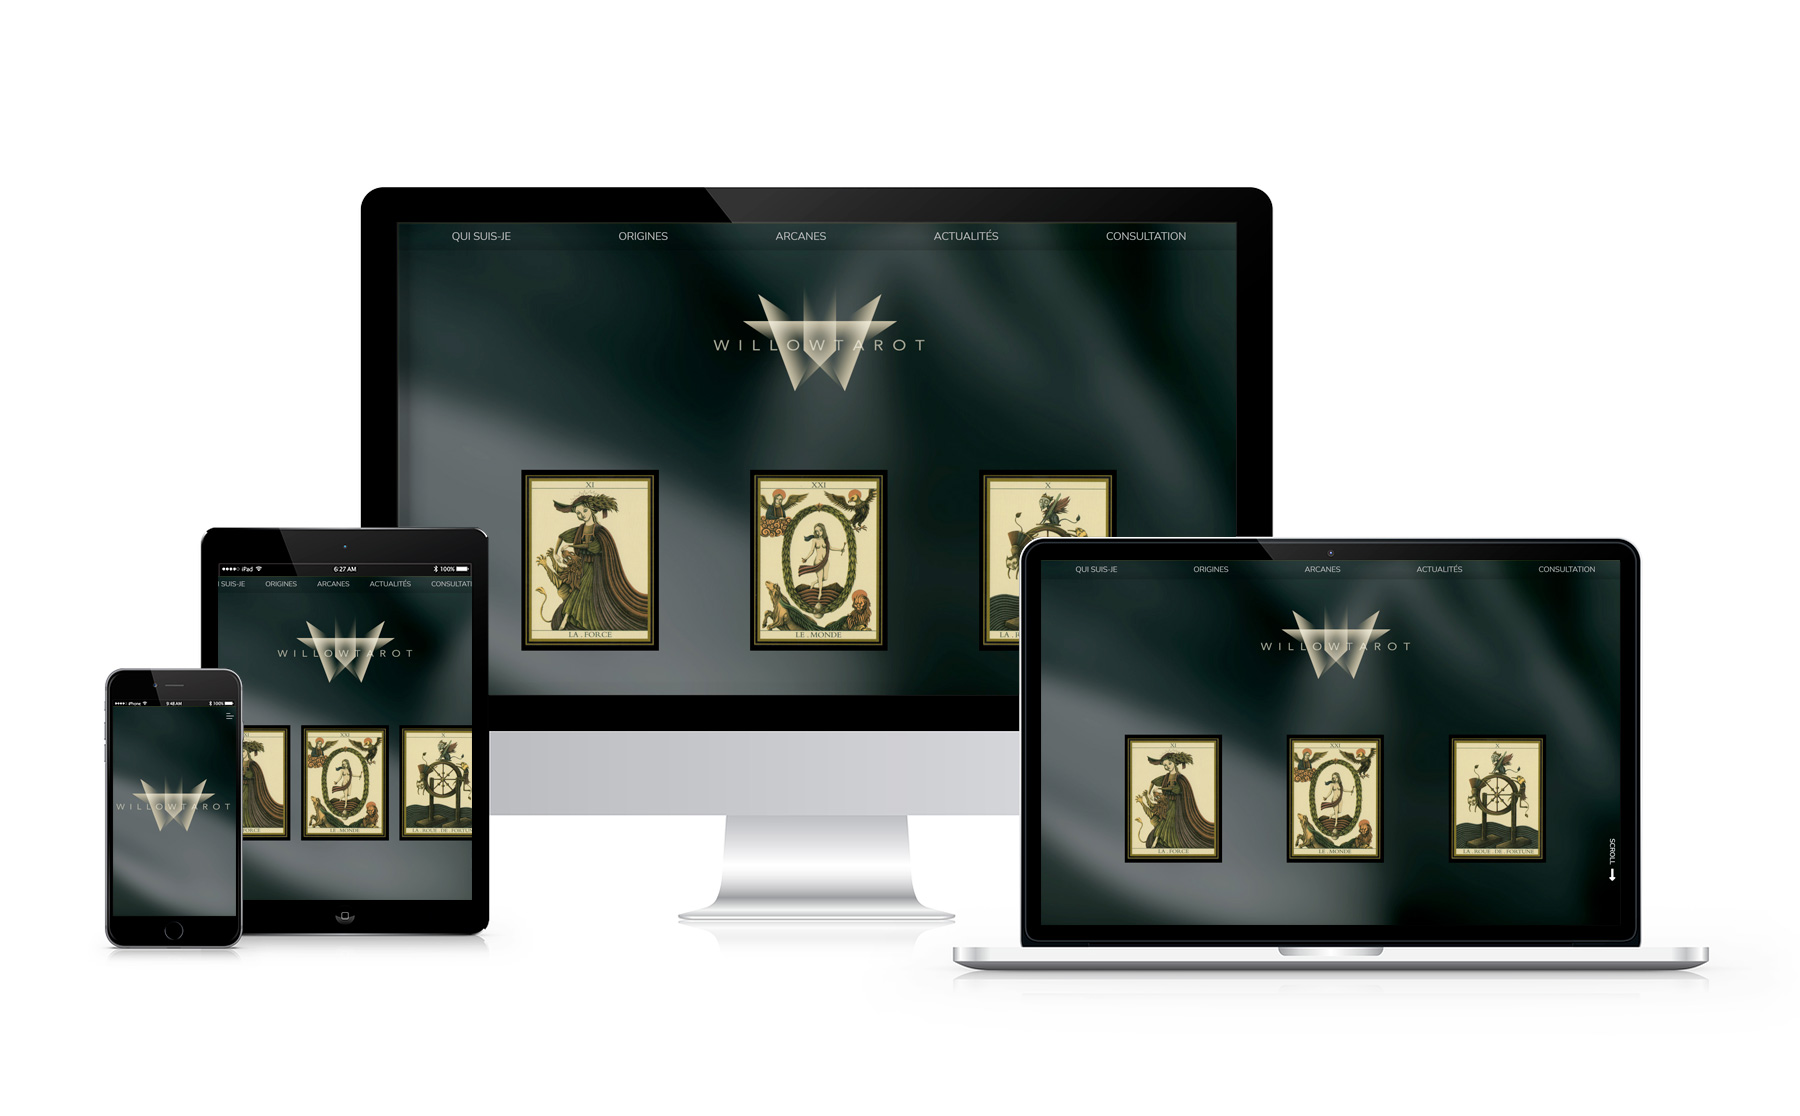 QUI SUIS-JE ORIGINES ARCANES ACTUALITÉS CONSULTATION
WILLOWTAROT
XI XXI X
LA . FORCE LE . MONDE LA .
iPad 6:27 AM 100%
I SUIS-JE ORIGINES ARCANES ACTUALITÉS CONSULTATI
WILLOWTAROT
XI XXI X
FORCE LE . MONDE LA . ROUE . DE . FORTUN
iPhone 9:48 AM 100%
WILLOWTAROT
QUI SUIS-JE ORIGINES ARCANES ACTUALITÉS CONSULTATION
WILLOWTAROT
XI XXI X
LA . FORCE LE . MONDE LA . ROUE . DE . FORTUNE
SCROLL